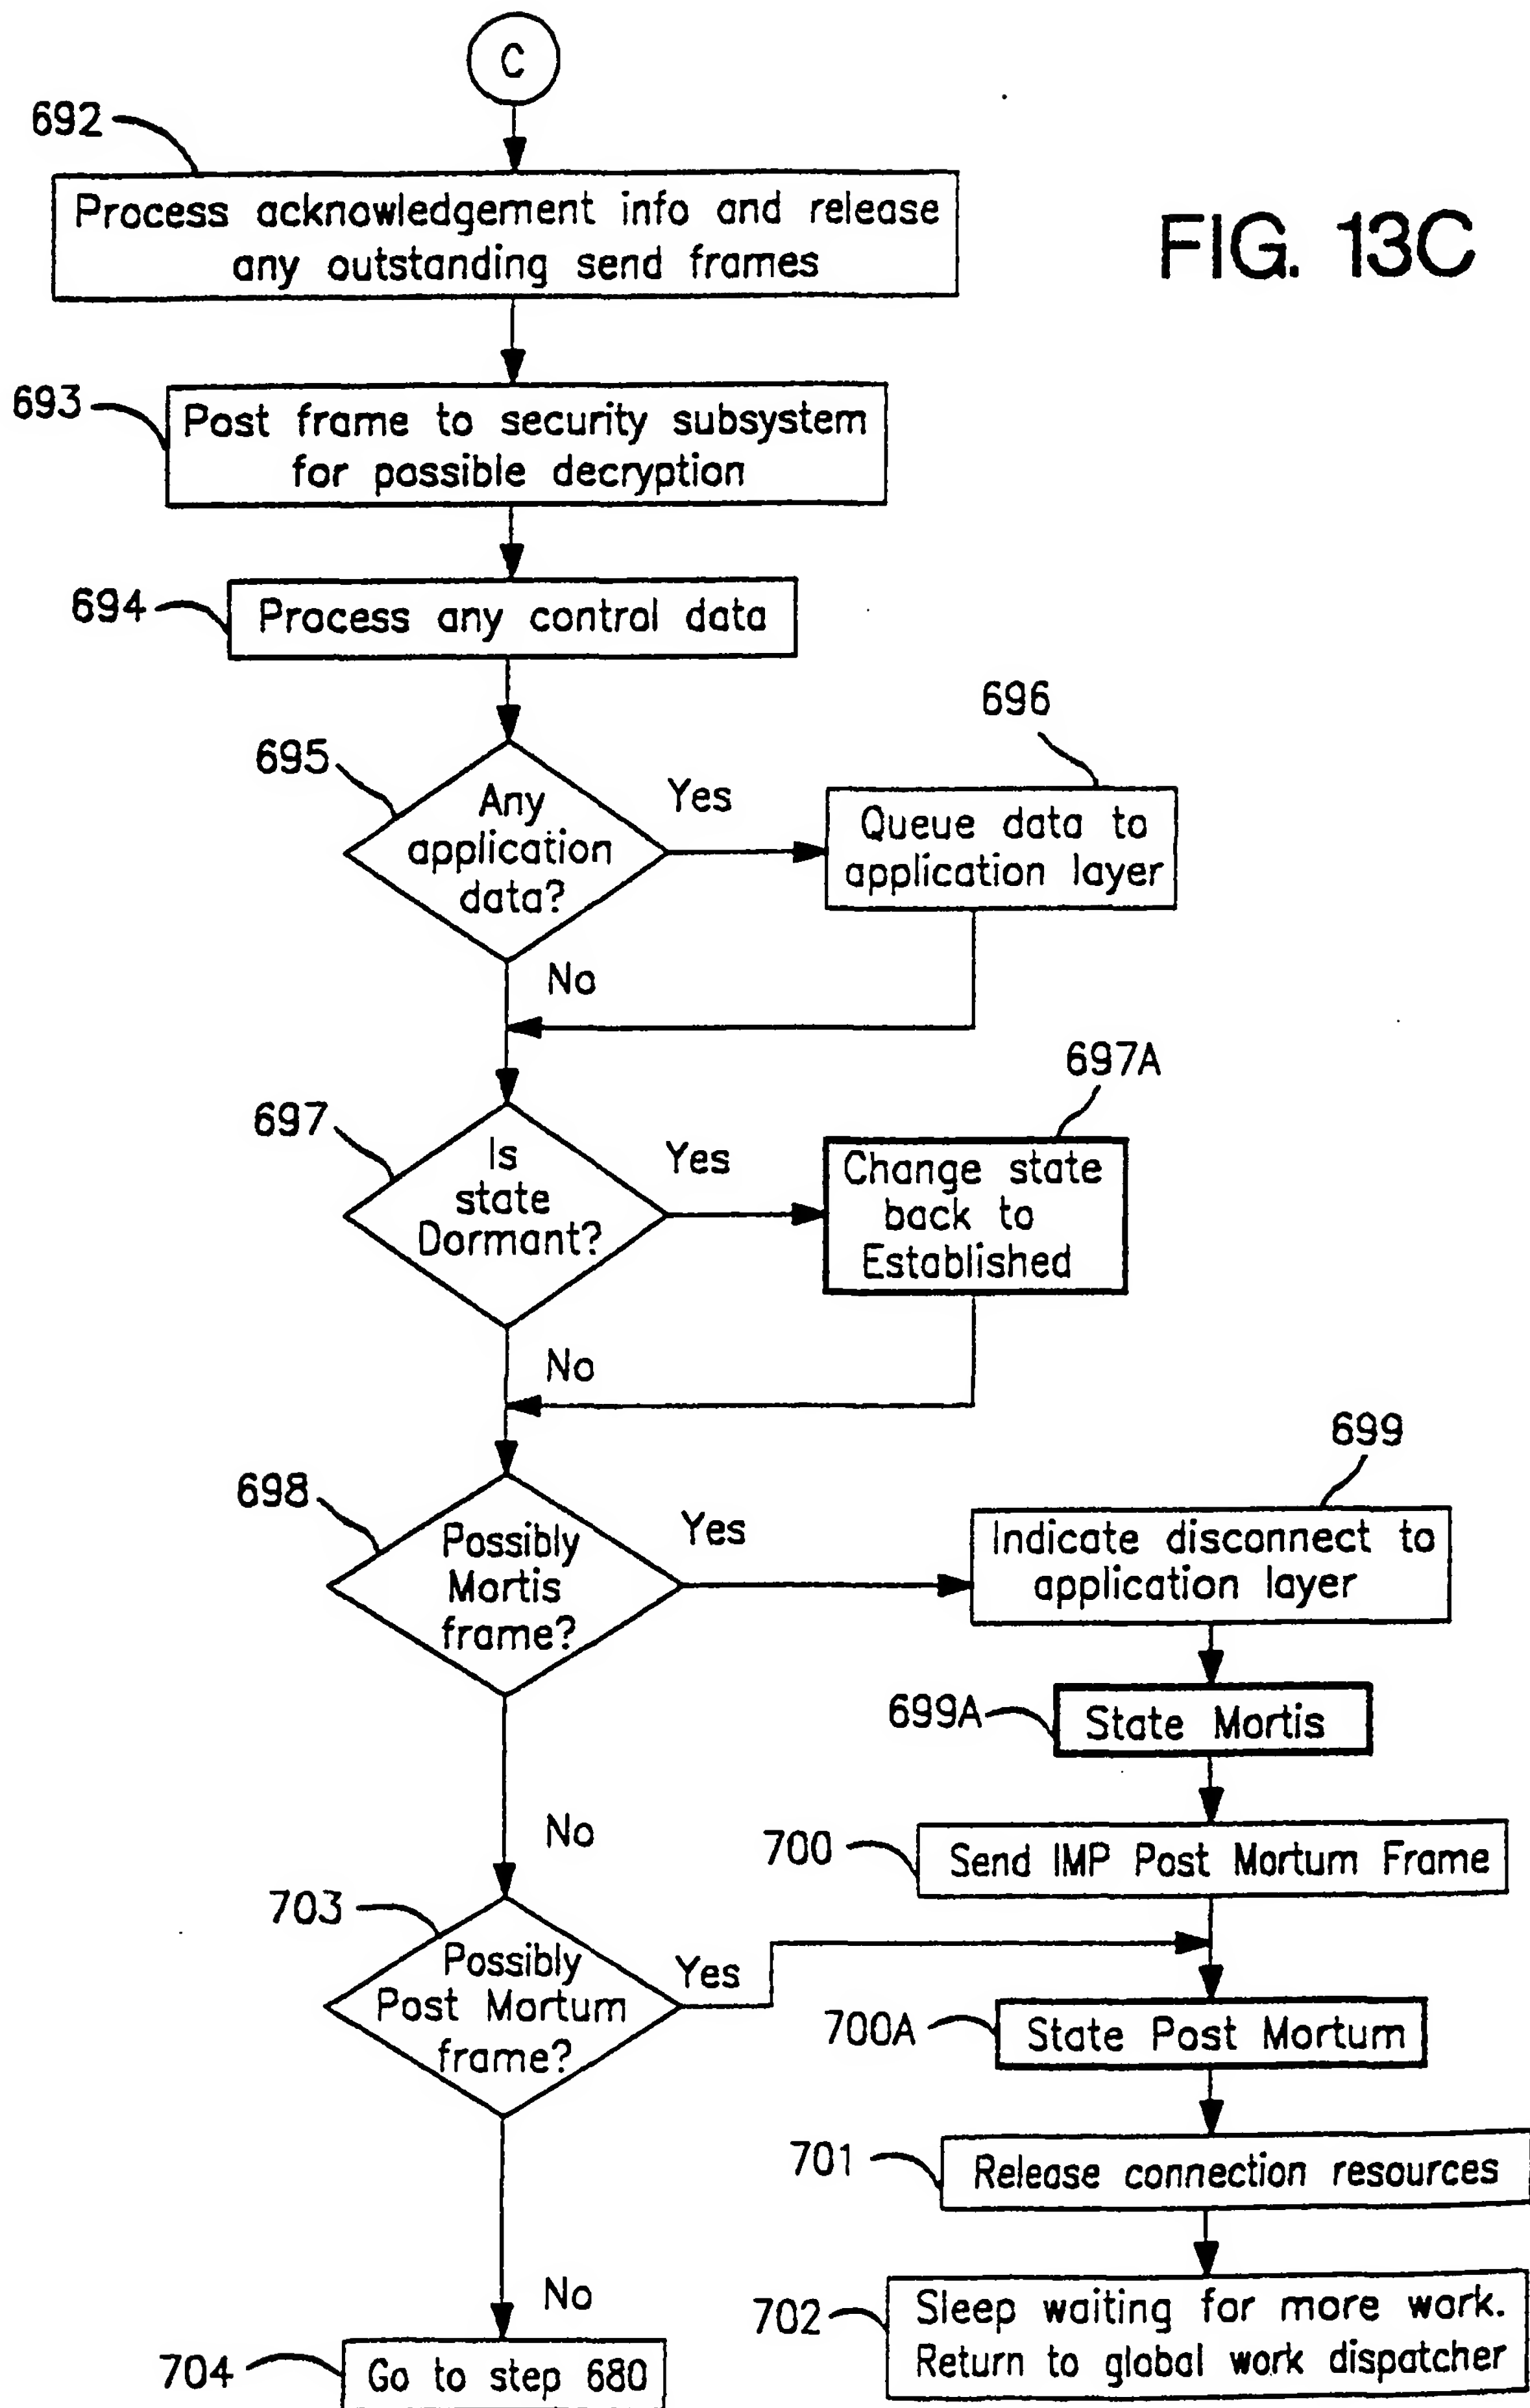 C
692
Process acknowledgement info and release
any outstanding send frames
FIG. 13C
693
Post frame to security subsystem
for possible decryption
694
Process any control data
695
Any
application
data?
Yes
696
Queue data to
application layer
No
697
Is
state
Dormant?
Yes
697A
Change state
back to
Established
No
698
Possibly
Mortis
frame?
Yes
699
Indicate disconnect to
application layer
699A
State Mortis
700
Send IMP Post Mortum Frame
No
703
Possibly
Post Mortum
frame?
Yes
700A
State Post Mortum
701
Release connection resources
702
Sleep waiting for more work.
Return to global work dispatcher
No
704
Go to step 680